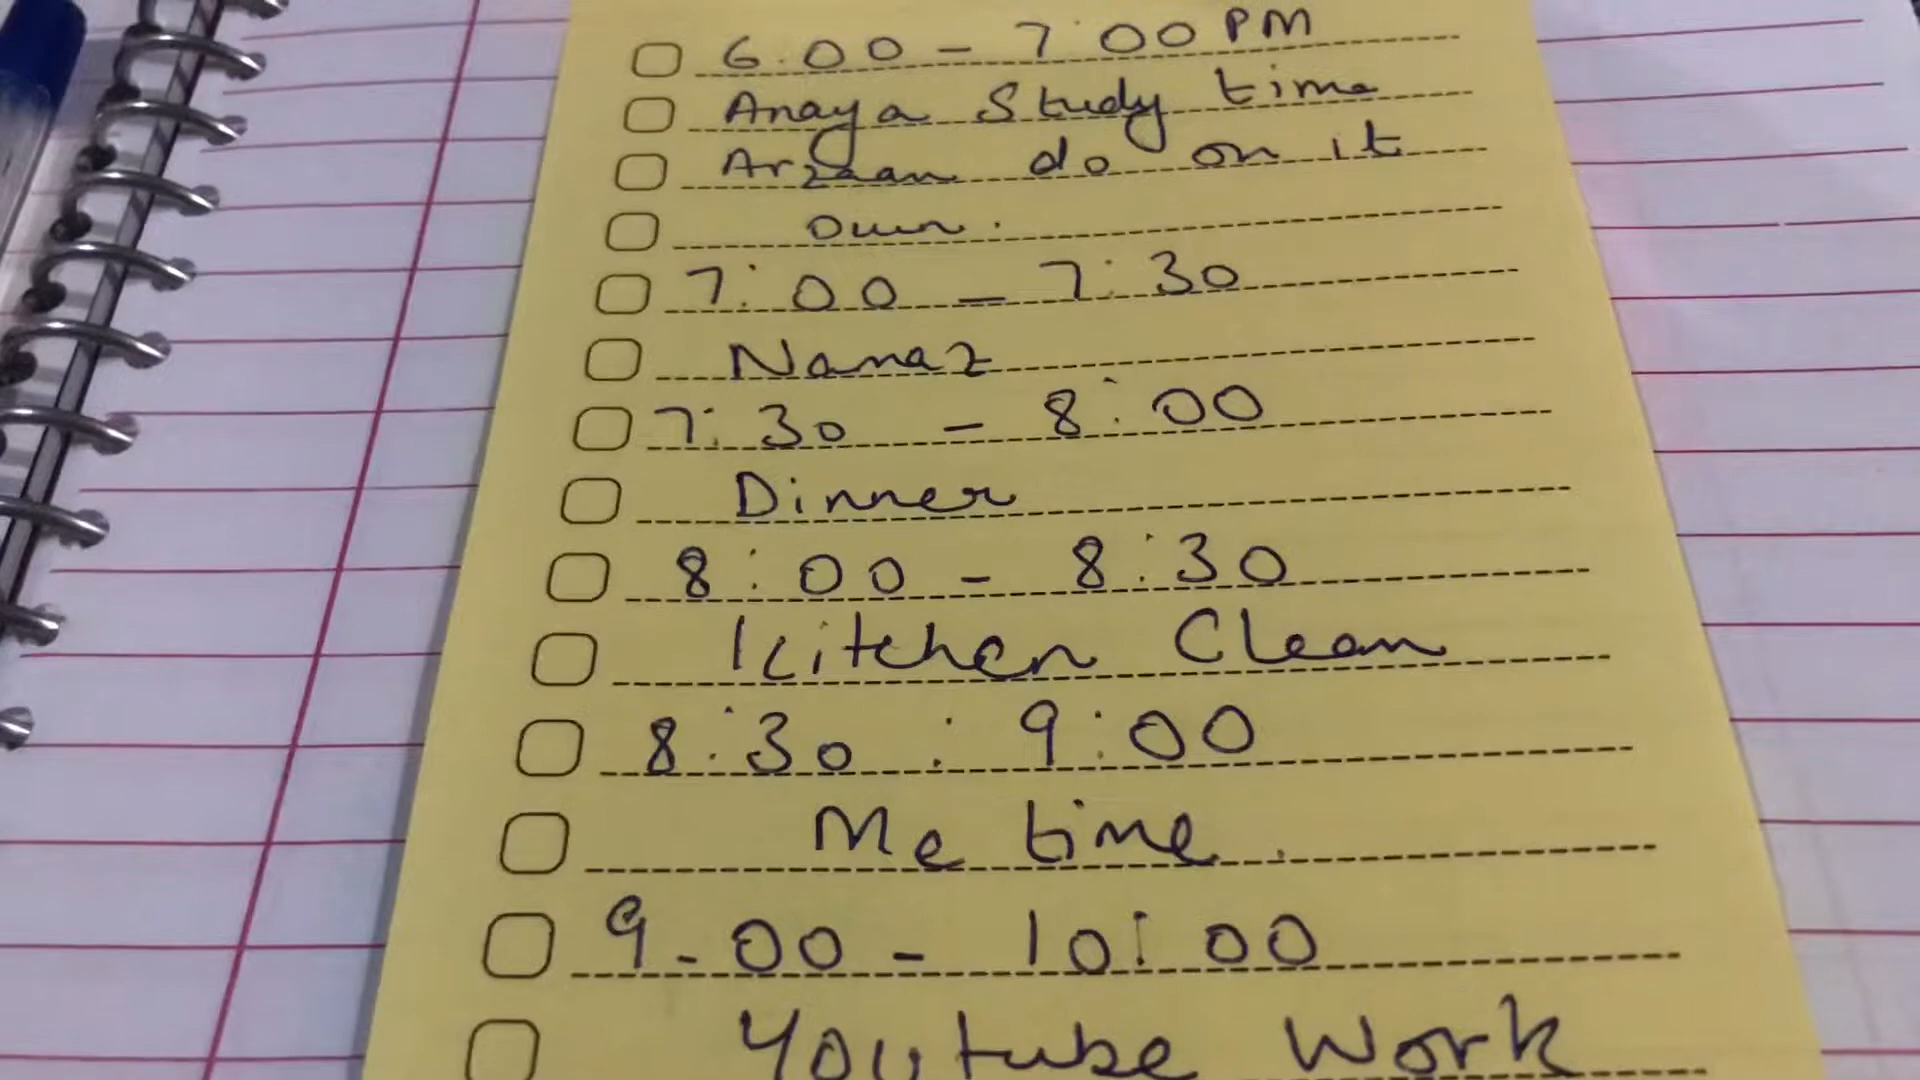 6.00 - 7:00 PM
Anaya Study time
Arzaan do on it
own.
7:00 - 7:30
Namaz
7:30 - 8:00
Dinner
8:00 - 8:30
Kitchen Clean
8:30 : 9:00
Me time.
9-00 - 10:00
Youtube Work